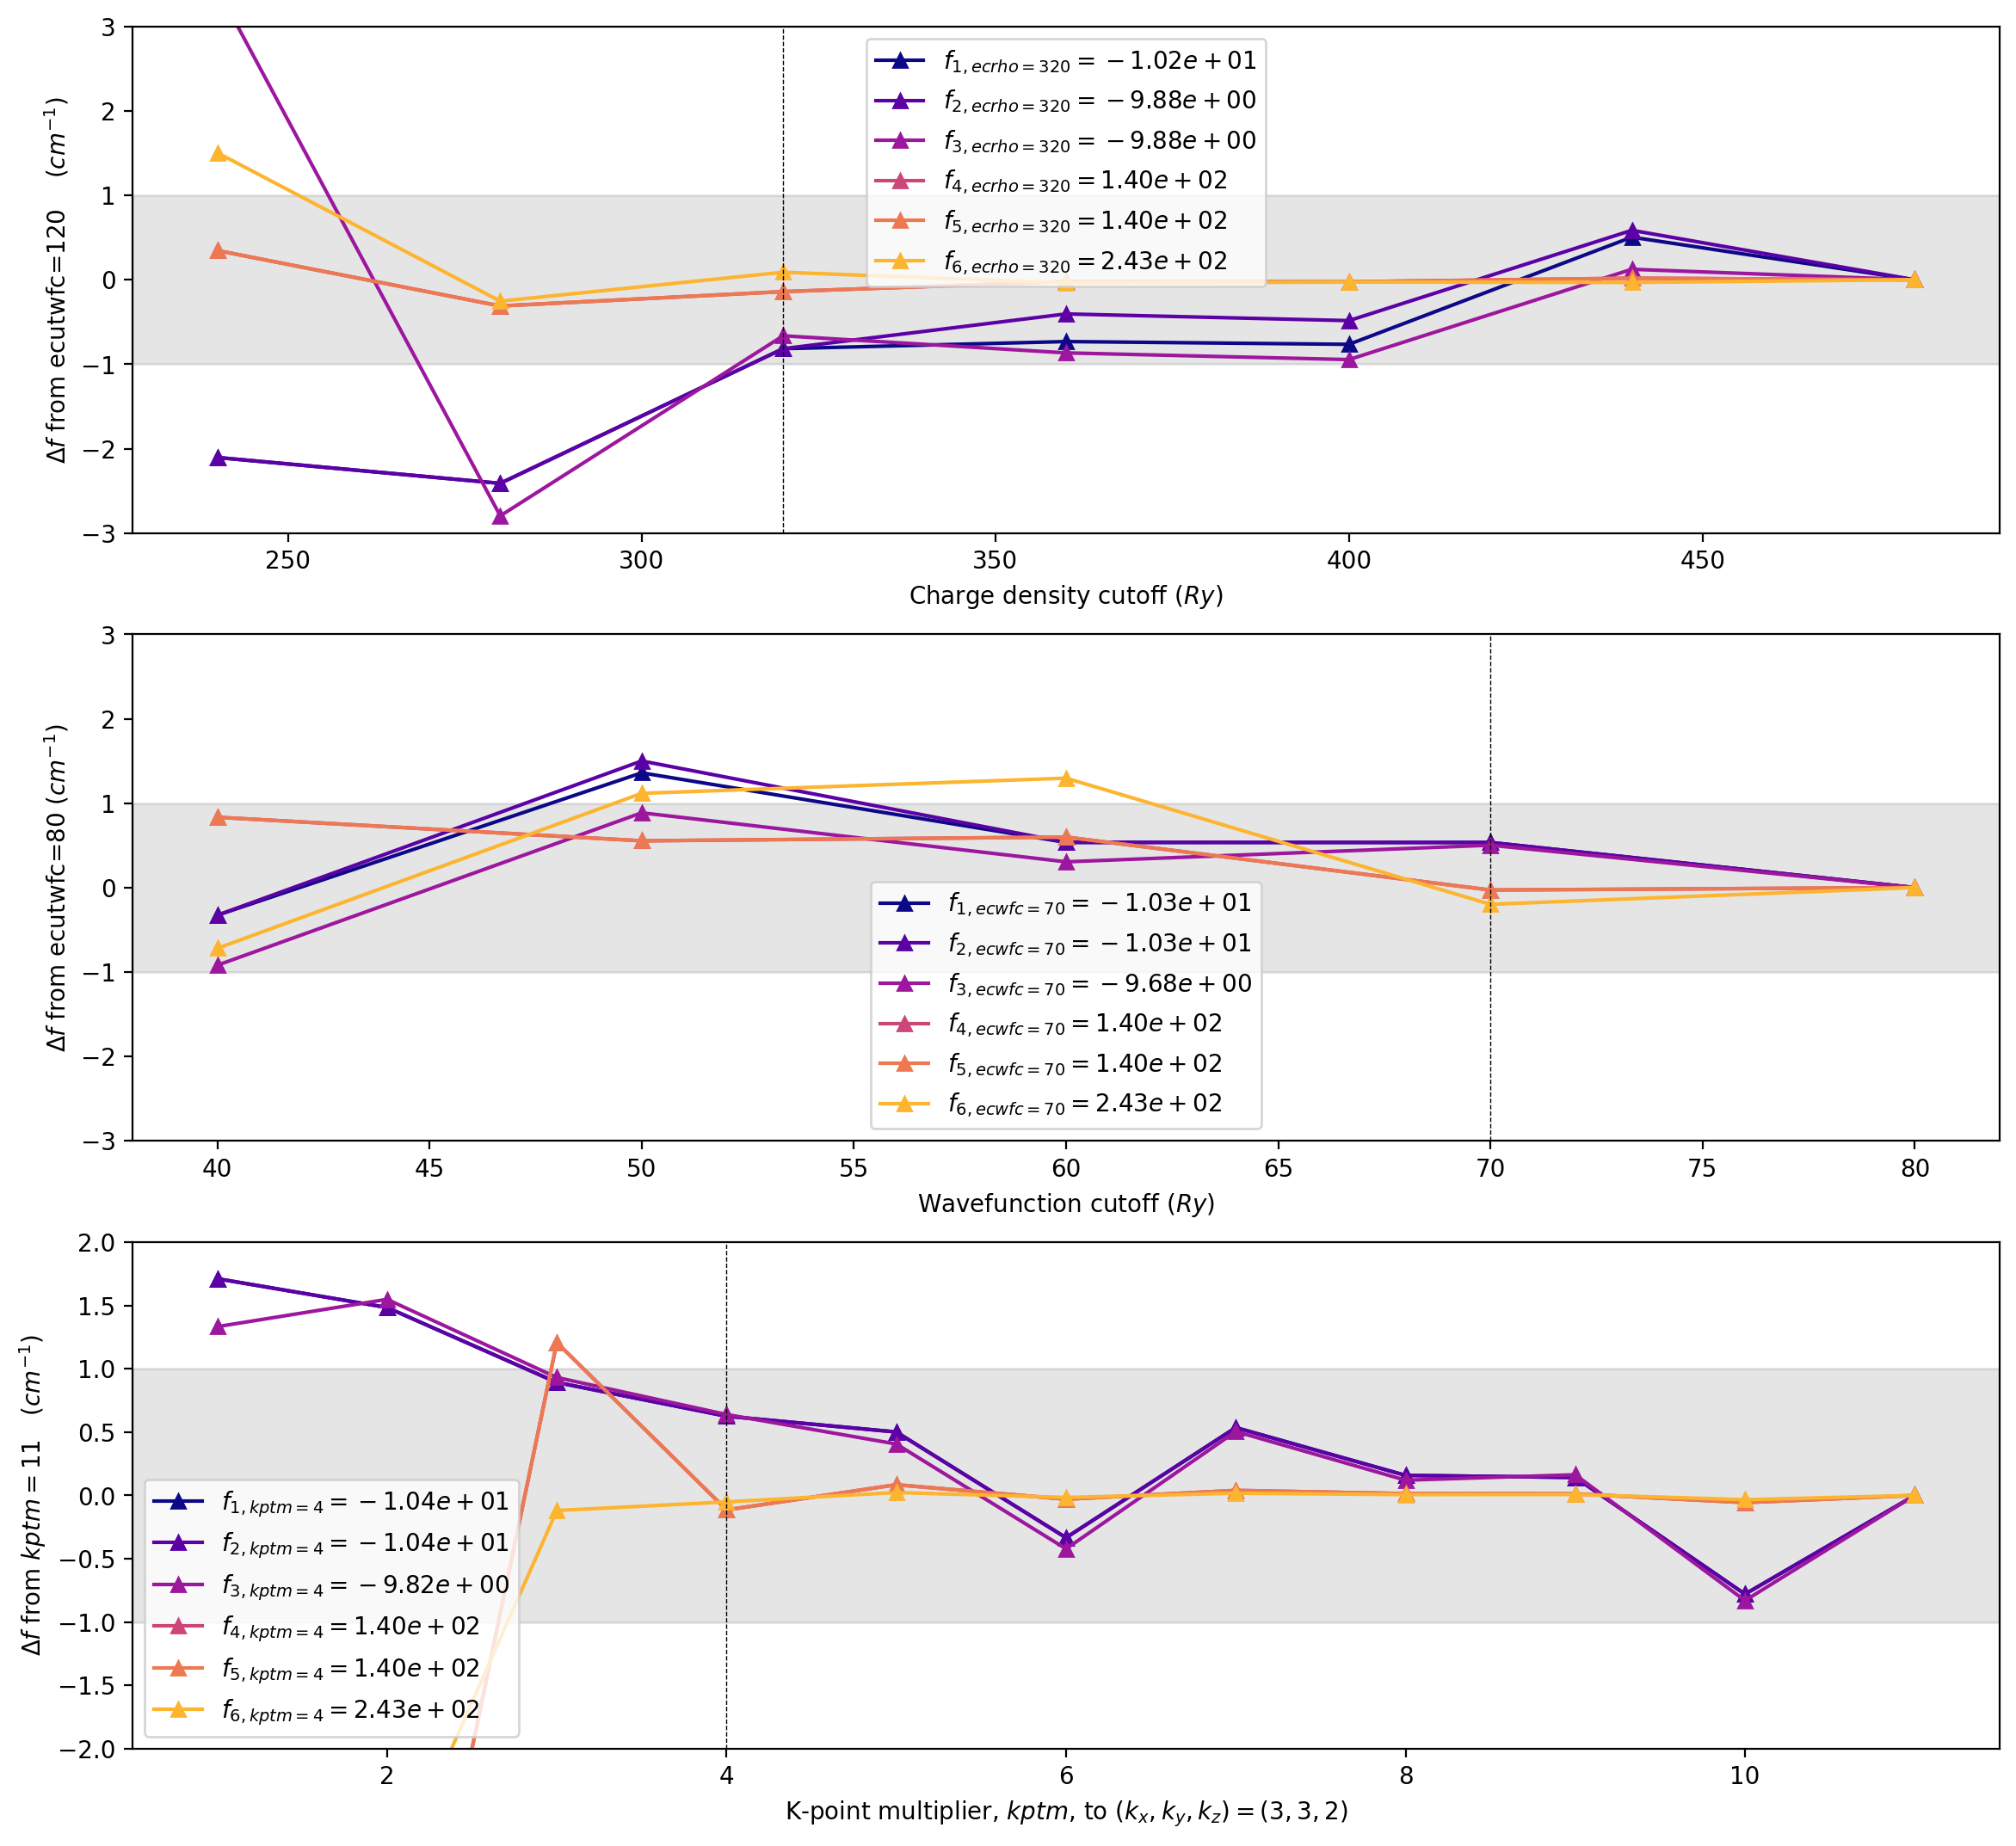 3
2
1
0
−1
−2
−3
Δf from ecutwfc=120 (cm⁻¹)
f₁,ecrho=320 = −1.02e+01
f₂,ecrho=320 = −9.88e+00
f₃,ecrho=320 = −9.88e+00
f₄,ecrho=320 = 1.40e+02
f₅,ecrho=320 = 1.40e+02
f₆,ecrho=320 = 2.43e+02
250 300 350 400 450
Charge density cutoff (Ry)
3
2
1
0
−1
−2
−3
Δf from ecutwfc=80 (cm⁻¹)
f₁,ecwfc=70 = −1.03e+01
f₂,ecwfc=70 = −1.03e+01
f₃,ecwfc=70 = −9.68e+00
f₄,ecwfc=70 = 1.40e+02
f₅,ecwfc=70 = 1.40e+02
f₆,ecwfc=70 = 2.43e+02
40 45 50 55 60 65 70 75 80
Wavefunction cutoff (Ry)
2.0
1.5
1.0
0.5
0.0
−0.5
−1.0
−1.5
−2.0
Δf from kptm = 11 (cm⁻¹)
f₁,kptm=4 = −1.04e+01
f₂,kptm=4 = −1.04e+01
f₃,kptm=4 = −9.82e+00
f₄,kptm=4 = 1.40e+02
f₅,kptm=4 = 1.40e+02
f₆,kptm=4 = 2.43e+02
2 4 6 8 10
K-point multiplier, kptm, to (kₓ, k_y, k_z) = (3, 3, 2)